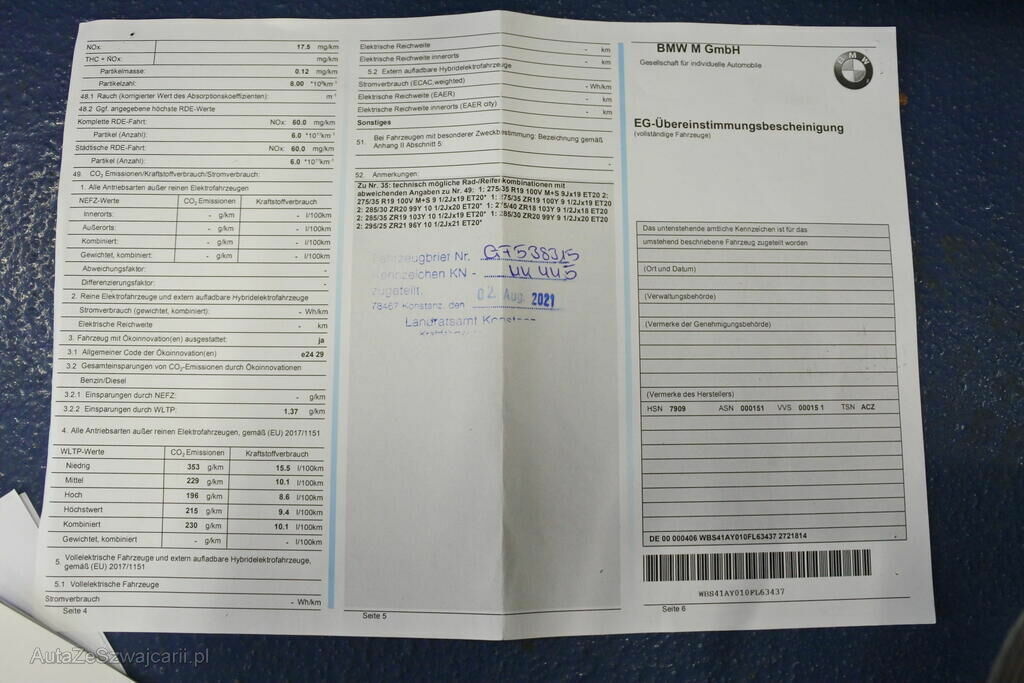 NOx: 17.5 mg/km
THC + NOx: mg/km
Partikelmasse: 0.12 mg/km
Partikelzahl: 8.00
48.1 Rauch (korrigierter Wert des Absorptionskoeffizienten): m⁻¹
48.2 Ggf. angegebene höchste RDE-Werte
Komplette RDE-Fahrt: NOx: 60.0 mg/km
Partikel (Anzahl): 6.0 *10¹¹km⁻¹
Städtische RDE-Fahrt: NOx: 60.0 mg/km
Partikel (Anzahl): 6.0 *10¹¹km⁻¹
49. CO₂ Emissionen/Kraftstoffverbrauch/Stromverbrauch:
1. Alle Antriebsarten außer reinen Elektrofahrzeugen
NEFZ-Werte CO₂ Emissionen Kraftstoffverbrauch
Innerorts: - g/km - l/100km
Außerorts: - g/km - l/100km
Kombiniert: - g/km - l/100km
Gewichtet, kombiniert: - g/km - l/100km
Abweichungsfaktor: -
Differenzierungsfaktor: -
2. Reine Elektrofahrzeuge und extern aufladbare Hybridelektrofahrzeuge
Stromverbrauch (gewichtet, kombiniert): - Wh/km
Elektrische Reichweite - km
3. Fahrzeug mit Ökoinnovation(en) ausgestattet: ja
3.1 Allgemeiner Code der Ökoinnovation(en) e24 29
3.2 Gesamteinsparungen von CO₂-Emissionen durch Ökoinnovationen
Benzin/Diesel
3.2.1 Einsparungen durch NEFZ: - g/km
3.2.2 Einsparungen durch WLTP: 1.37 g/km
4. Alle Antriebsarten außer reinen Elektrofahrzeugen, gemäß (EU) 2017/1151
WLTP-Werte CO₂ Emissionen Kraftstoffverbrauch
Niedrig 353 g/km 15.5 l/100km
Mittel 229 g/km 10.1 l/100km
Hoch 196 g/km 8.6 l/100km
Höchstwert 215 g/km 9.4 l/100km
Kombiniert 230 g/km 10.1 l/100km
Gewichtet, kombiniert - g/km - l/100km
5. Vollelektrische Fahrzeuge und extern aufladbare Hybridelektrofahrzeuge,
gemäß (EU) 2017/1151
5.1 Vollelektrische Fahrzeuge
Stromverbrauch - Wh/km
Seite 4
Elektrische Reichweite - km
Elektrische Reichweite innerorts - km
5.2 Extern aufladbare Hybridelektrofahrzeuge
Stromverbrauch (ECAC,weighted) - Wh/km
Elektrische Reichweite (EAER) - km
Elektrische Reichweite innerorts (EAER city) - km
Sonstiges
51. Bei Fahrzeugen mit besonderer Zweckbestimmung: Bezeichnung gemäß
Anhang II Abschnitt 5:
-
52. Anmerkungen:
Zu Nr. 35: technisch mögliche Rad-/Reifenkombinationen mit
abweichenden Angaben zu Nr. 49: 1: 275/35 R19 100V M+S 9Jx19 ET20 2:
275/35 R19 100V M+S 9 1/2Jx19 ET20* 1: 275/35 ZR19 100Y 9 1/2Jx19 ET20
2: 285/30 ZR20 99Y 10 1/2Jx20 ET20* 1: 275/40 ZR18 103Y 9 1/2Jx18 ET20
2: 285/35 ZR19 103Y 10 1/2Jx19 ET20* 1: 285/30 ZR20 99Y 9 1/2Jx20 ET20
2: 295/25 ZR21 96Y 10 1/2Jx21 ET20*
Fahrzeugbrief Nr. G7538315
Kennzeichen KN -
zugeteilt.
78467 Konstanz, den 02. Aug. 2021
Landratsamt
Seite 5
BMW M GmbH
Gesellschaft für individuelle Automobile
BMW
EG-Übereinstimmungsbescheinigung
(vollständige Fahrzeuge)
Das untenstehende amtliche Kennzeichen ist für das
umstehend beschriebene Fahrzeug zugeteilt worden
(Ort und Datum)
(Verwaltungsbehörde)
(Vermerke der Genehmigungsbehörde)
(Vermerke des Herstellers)
HSN 7909 ASN 000151 VVS 00015 1 TSN ACZ
DE 00 000406 WBS41AY010FL63437 2721814
WBS41AY010FL63437
Seite 6
AutaZeSzwajcarii.pl